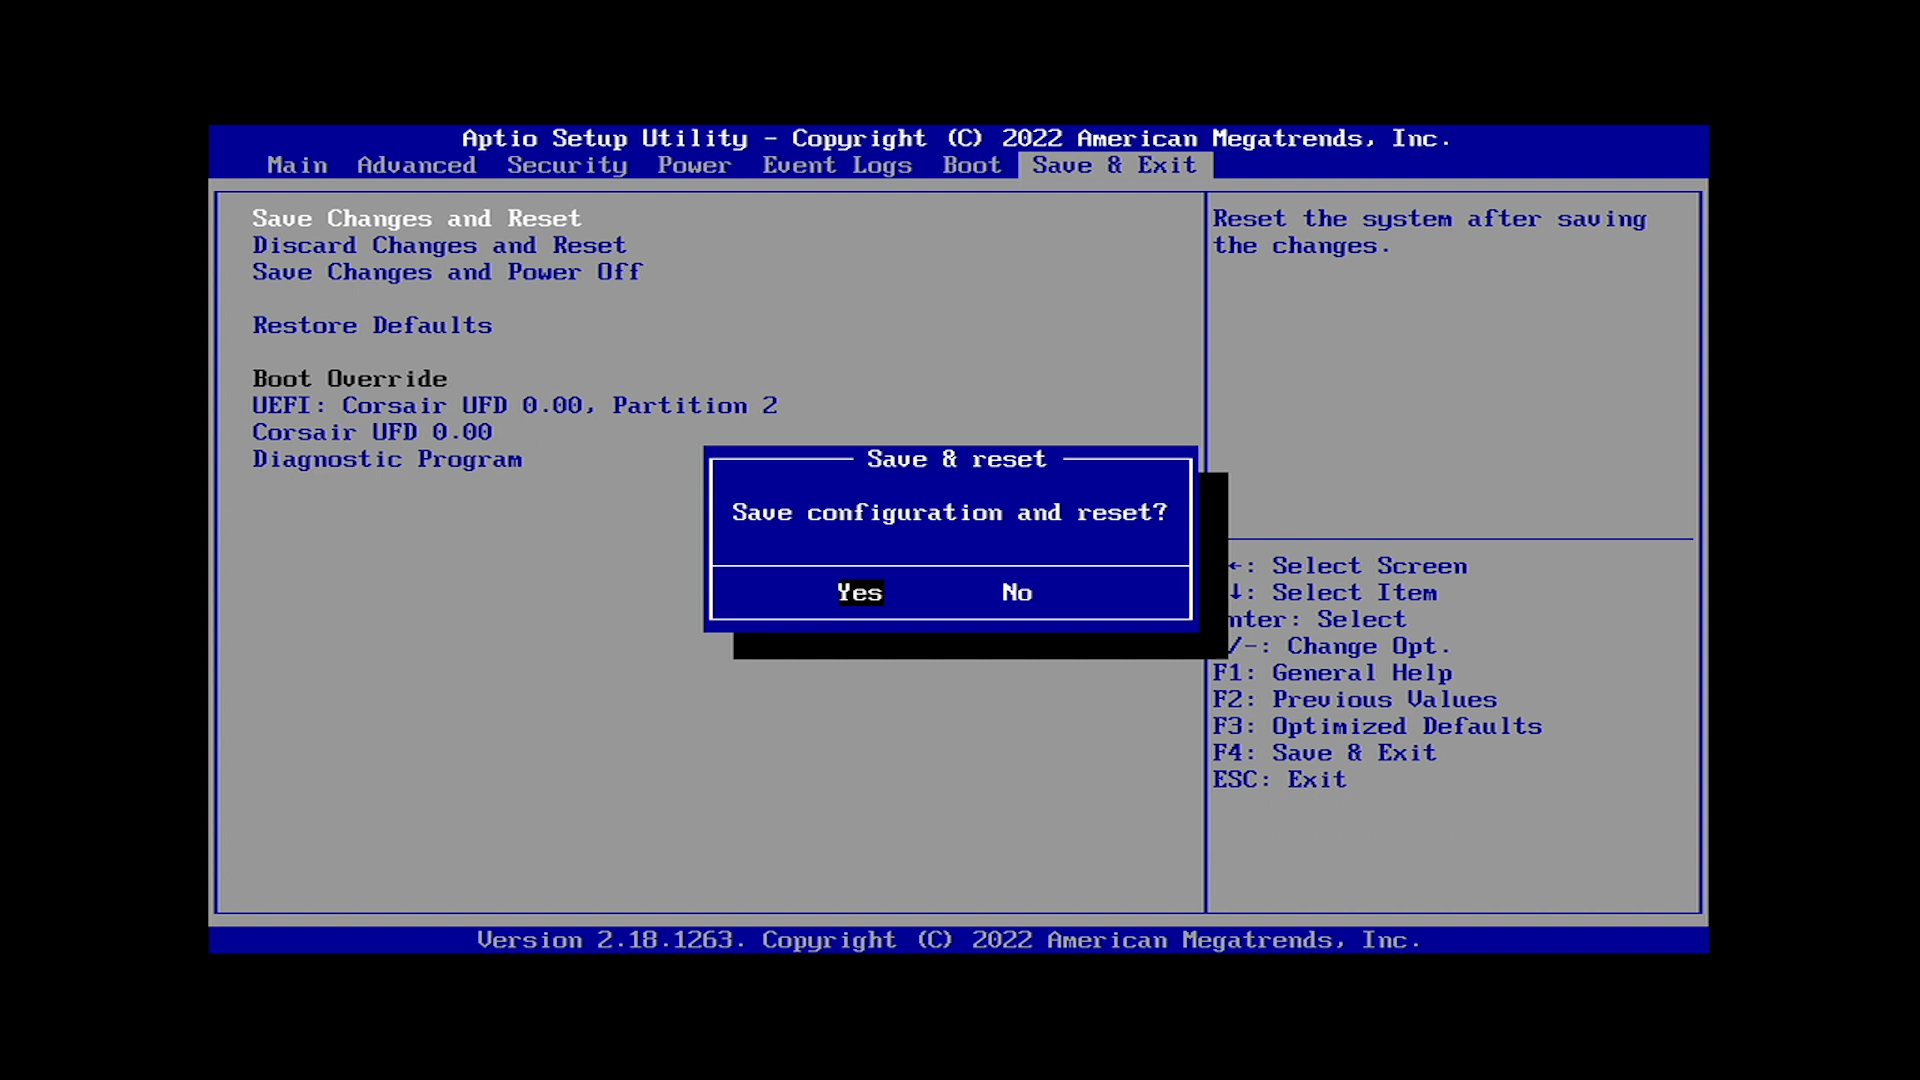 Aptio Setup Utility - Copyright (C) 2022 American Megatrends, Inc.
Main Advanced Security Power Event Logs Boot Save & Exit
Save Changes and Reset
Discard Changes and Reset
Save Changes and Power Off
Restore Defaults
Boot Override
UEFI: Corsair UFD 0.00, Partition 2
Corsair UFD 0.00
Diagnostic Program
Save & reset
Save configuration and reset?
Yes No
Reset the system after saving
the changes.
←: Select Screen
↓: Select Item
nter: Select
/-: Change Opt.
F1: General Help
F2: Previous Values
F3: Optimized Defaults
F4: Save & Exit
ESC: Exit
Version 2.18.1263. Copyright (C) 2022 American Megatrends, Inc.